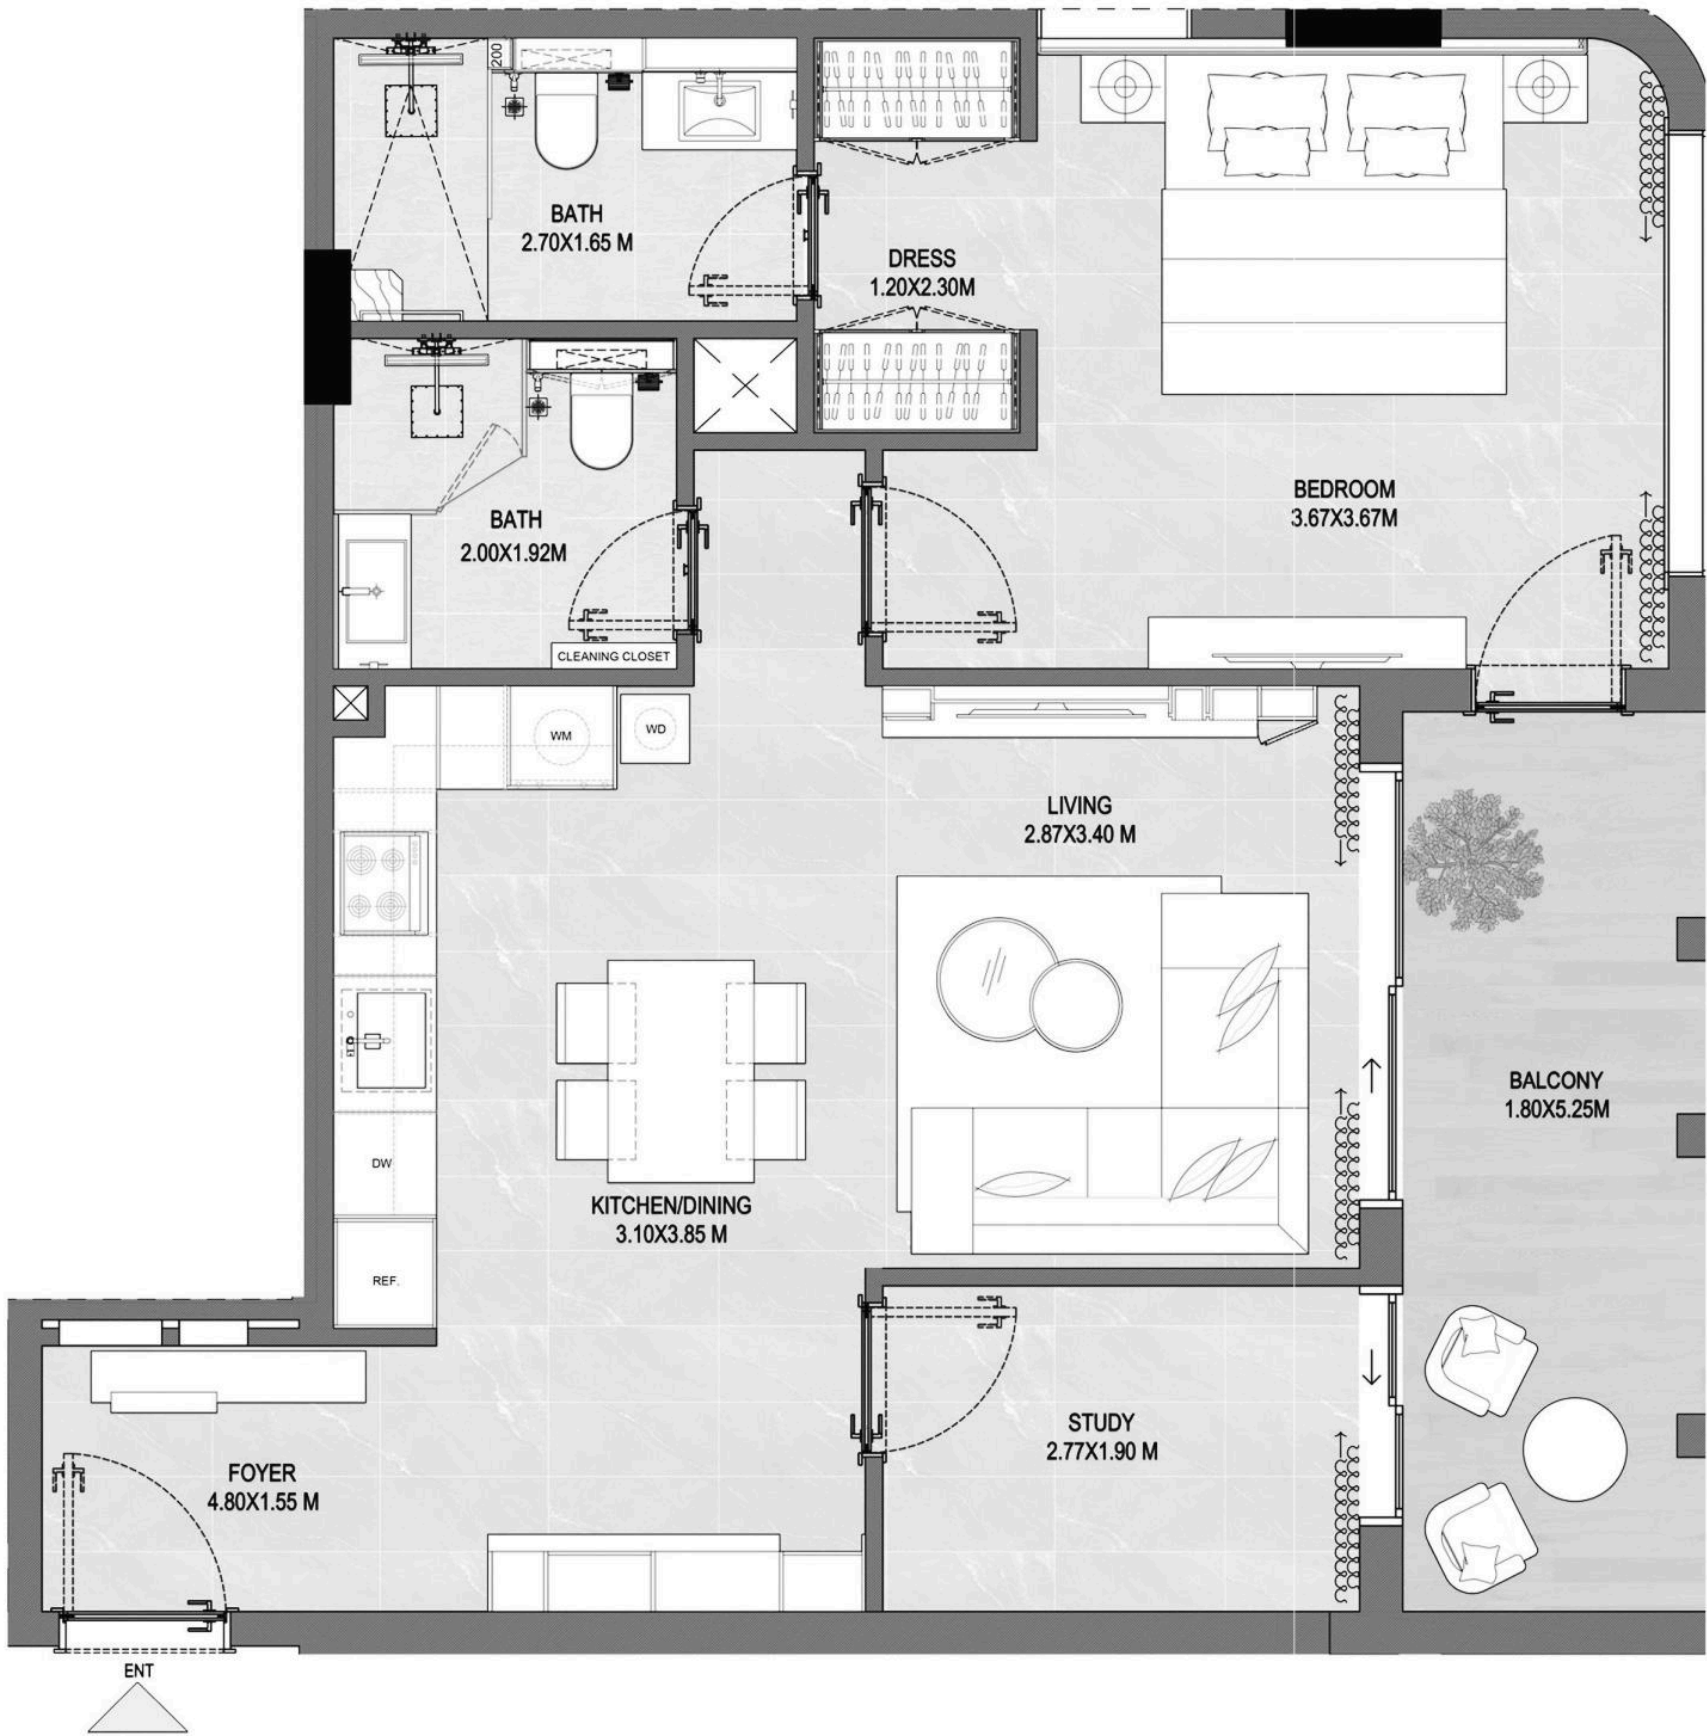 200
BATH
2.70X1.65 M
DRESS
1.20X2.30M
BEDROOM
3.67X3.67M
BATH
2.00X1.92M
CLEANING CLOSET
WM
WD
LIVING
2.87X3.40 M
BALCONY
1.80X5.25M
DW
KITCHEN/DINING
3.10X3.85 M
REF.
STUDY
2.77X1.90 M
FOYER
4.80X1.55 M
ENT